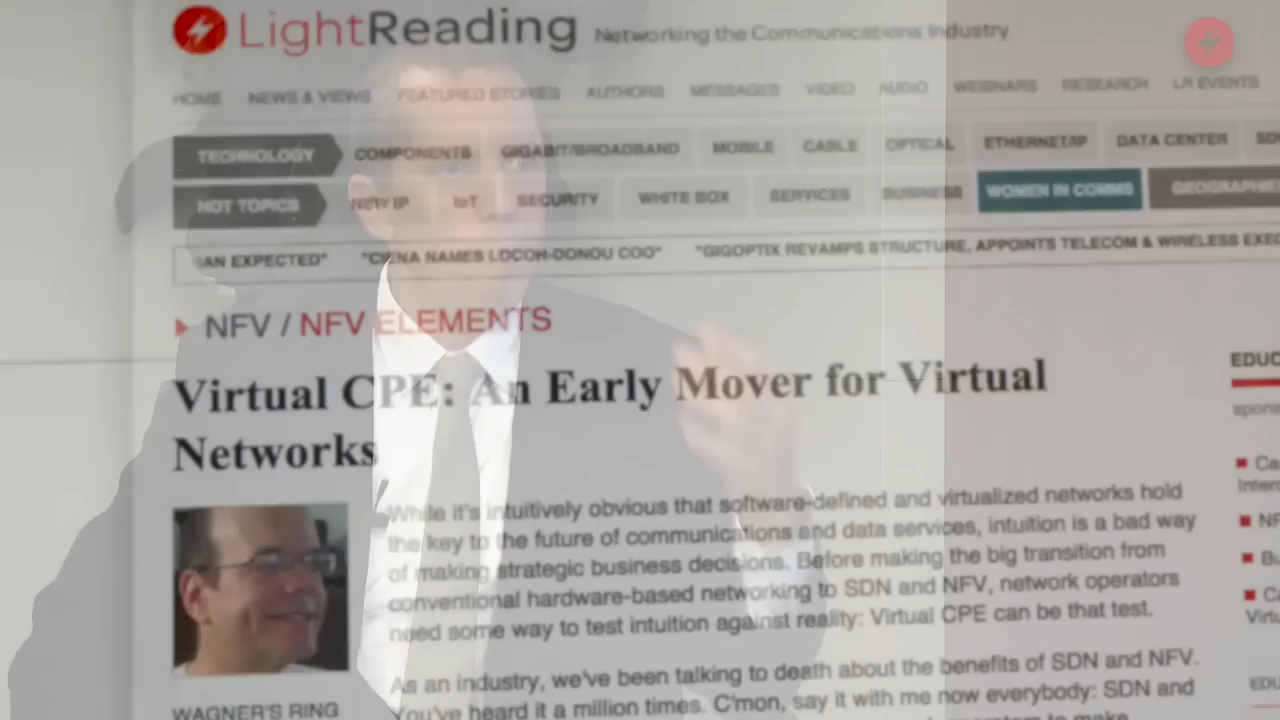 LightReading Networking the Communications Industry
HOME NEWS & VIEWS FEATURED STORIES AUTHORS MESSAGES VIDEO AUDIO WEBINARS RESEARCH LR EVENTS
TECHNOLOGY COMPONENTS GIGABIT/BROADBAND MOBILE CABLE OPTICAL ETHERNET/IP DATA CENTER
HOT TOPICS NEW IP IoT SECURITY WHITE BOX SERVICES BUSINESS WOMEN IN COMMS
AN EXPECTED" "CIENA NAMES LOCOH-DONOU COO" "GIGOPTIX REVAMPS STRUCTURE, APPOINTS TELECOM & WIRELESS EXEC
NFV / NFV ELEMENTS
Virtual CPE: An Early Mover for Virtual
Networks
While it's intuitively obvious that software-defined and virtualized networks hold
the key to the future of communications and data services, intuition is a bad way
of making strategic business decisions. Before making the big transition from
conventional hardware-based networking to SDN and NFV, network operators
need some way to test intuition against reality: Virtual CPE can be that test.
As an industry, we've been talking to death about the benefits of SDN and NFV.
You've heard it a million times. C'mon, say it with me now everybody: SDN and
WAGNER'S RING